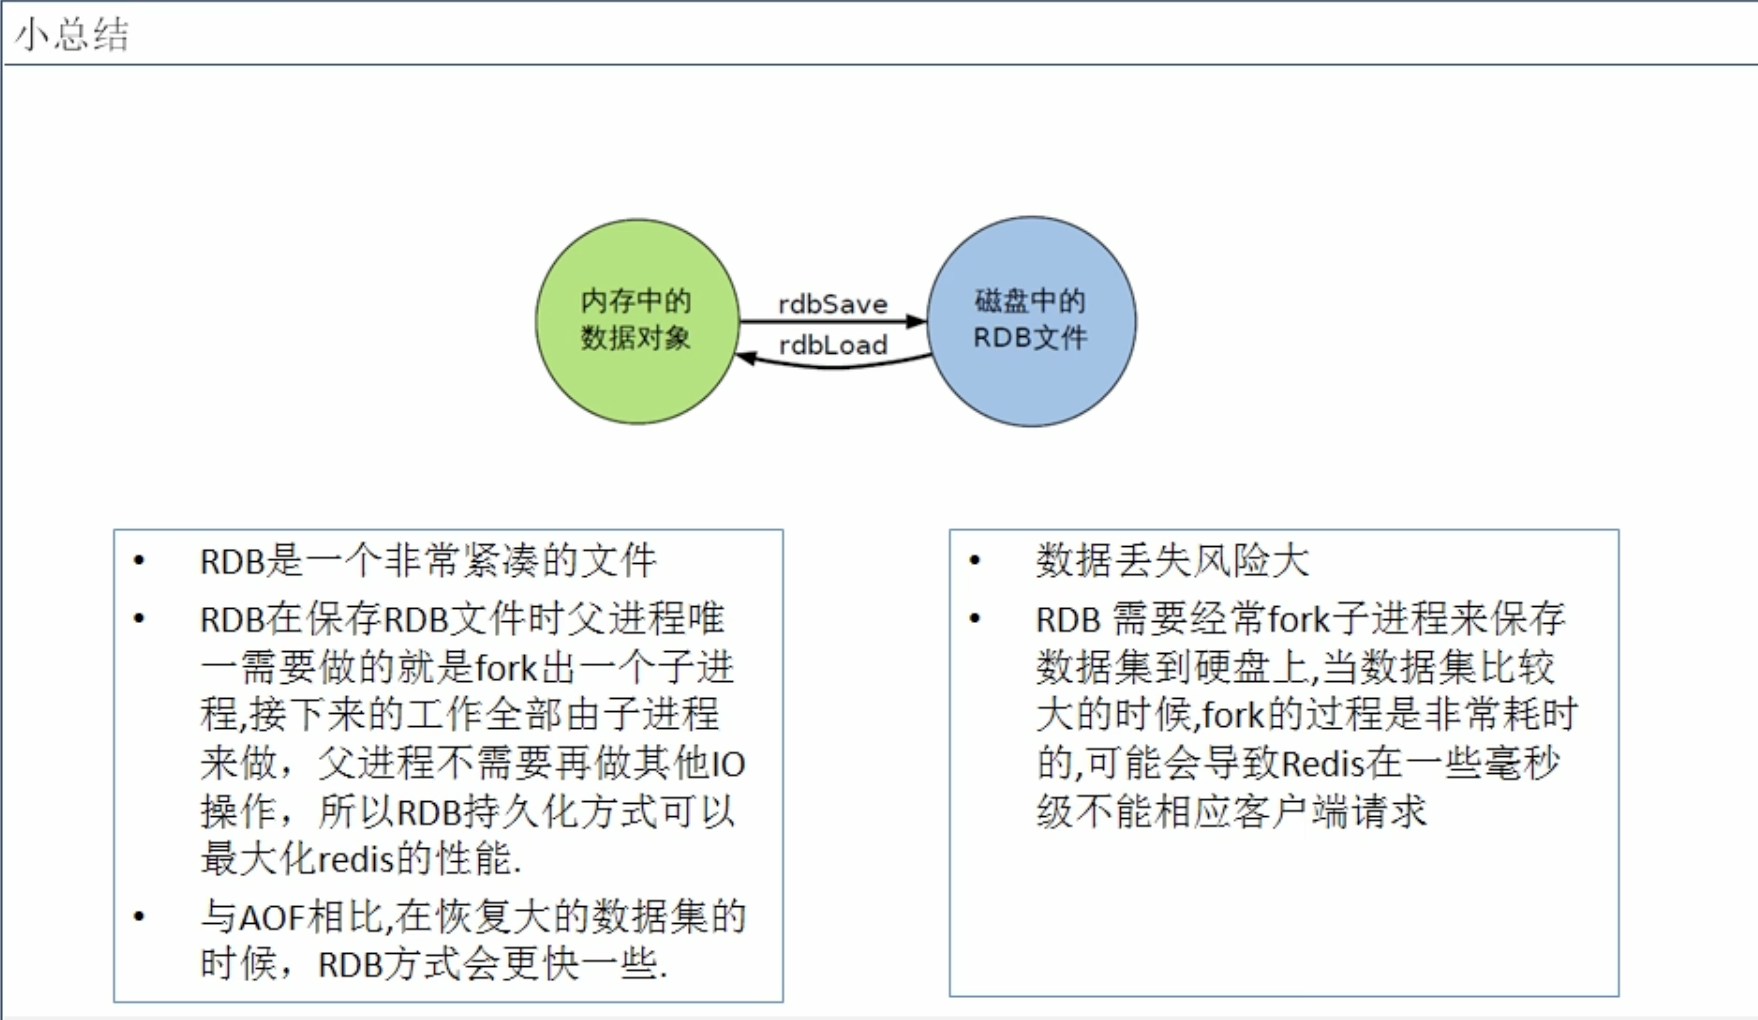 小总结
内存中的
数据对象
rdbSave
rdbLoad
磁盘中的
RDB文件
• RDB是一个非常紧凑的文件
• RDB在保存RDB文件时父进程唯
一需要做的就是fork出一个子进
程,接下来的工作全部由子进程
来做，父进程不需要再做其他IO
操作，所以RDB持久化方式可以
最大化redis的性能.
• 与AOF相比,在恢复大的数据集的
时候，RDB方式会更快一些.
• 数据丢失风险大
• RDB 需要经常fork子进程来保存
数据集到硬盘上,当数据集比较
大的时候,fork的过程是非常耗时
的,可能会导致Redis在一些毫秒
级不能相应客户端请求